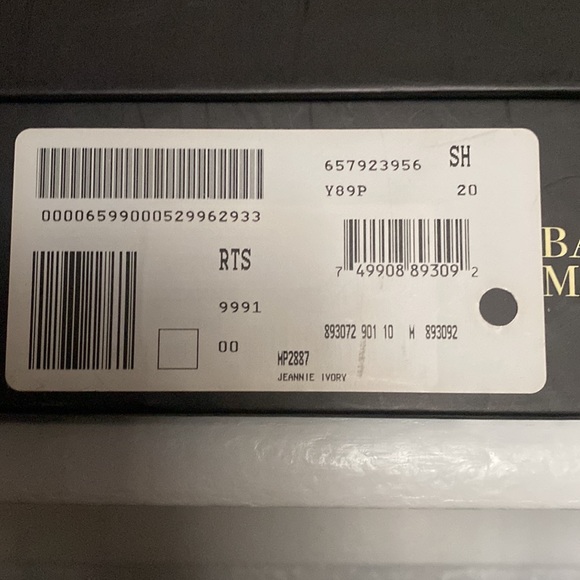 657923956 SH
Y89P 20
00006599000529962933
7 49908 89309 2
RTS
9991
00
893072 901 10 M 893092
MP2887
JEANNIE IVORY
BA
M